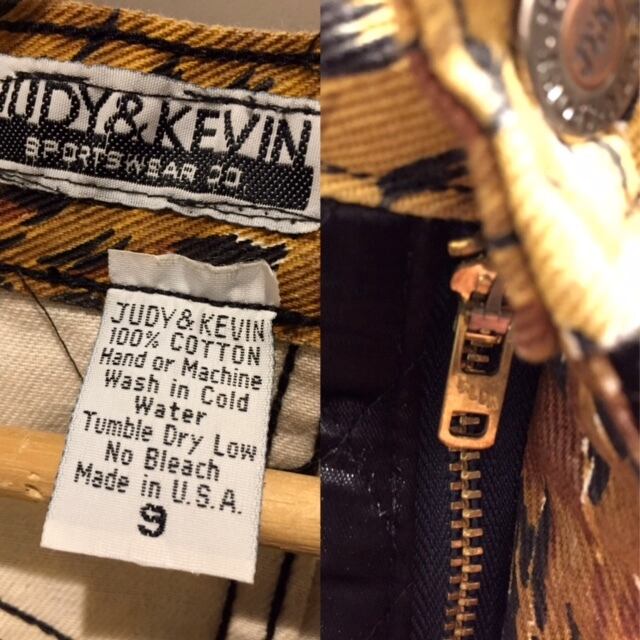 JUDY&KEVIN
SPORTSWEAR CO.
JUDY&KEVIN
100% COTTON
Hand or Machine
Wash in Cold
Water
Tumble Dry Low
No Bleach
Made in U.S.A.
9